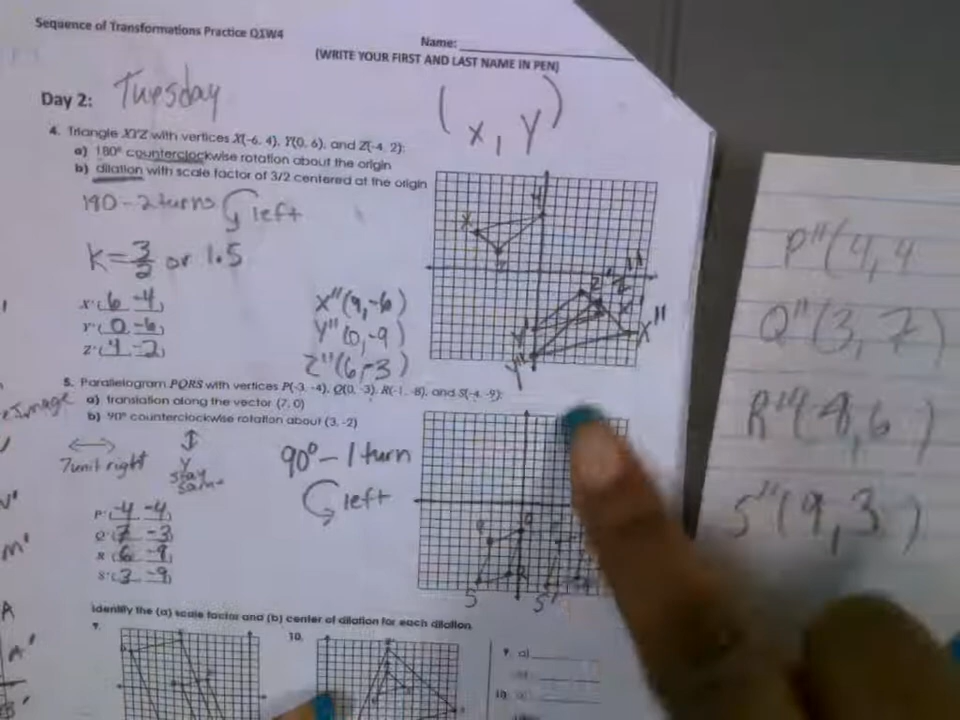 Sequence of Transformations Practice Q1W4
Name:
(WRITE YOUR FIRST AND LAST NAME IN PEN)
Day 2: Tuesday
(x, y)
4. Triangle XYZ with vertices X(-6, 4), Y(0, 6), and Z(-4, 2):
a) 180° counterclockwise rotation about the origin
b) dilation with scale factor of 3/2 centered at the origin
180 - 2 turns left
K = 3/2 or 1.5
X'( 6 -4)
Y'( 0 -6)
Z'( 4 -2)
X"(9,-6)
Y"(0,-9)
Z"(6,-3)
5. Parallelogram PQRS with vertices P(-3, -4), Q(0, -3), R(-1, -8), and S(-4, -9):
a) translation along the vector (7, 0)
b) 90° counterclockwise rotation about (3, -2)
7unit right
y stay same
90° - 1 turn
left
P'( 4 -4)
Q'( 7 -3)
R'( 6 -8)
S'( 3 -9)
Identify the (a) scale factor and (b) center of dilation for each dilation.
9.
10.
9. a)
10.
P"(4, 4
Q"(3, 7)
S"(9, 3)